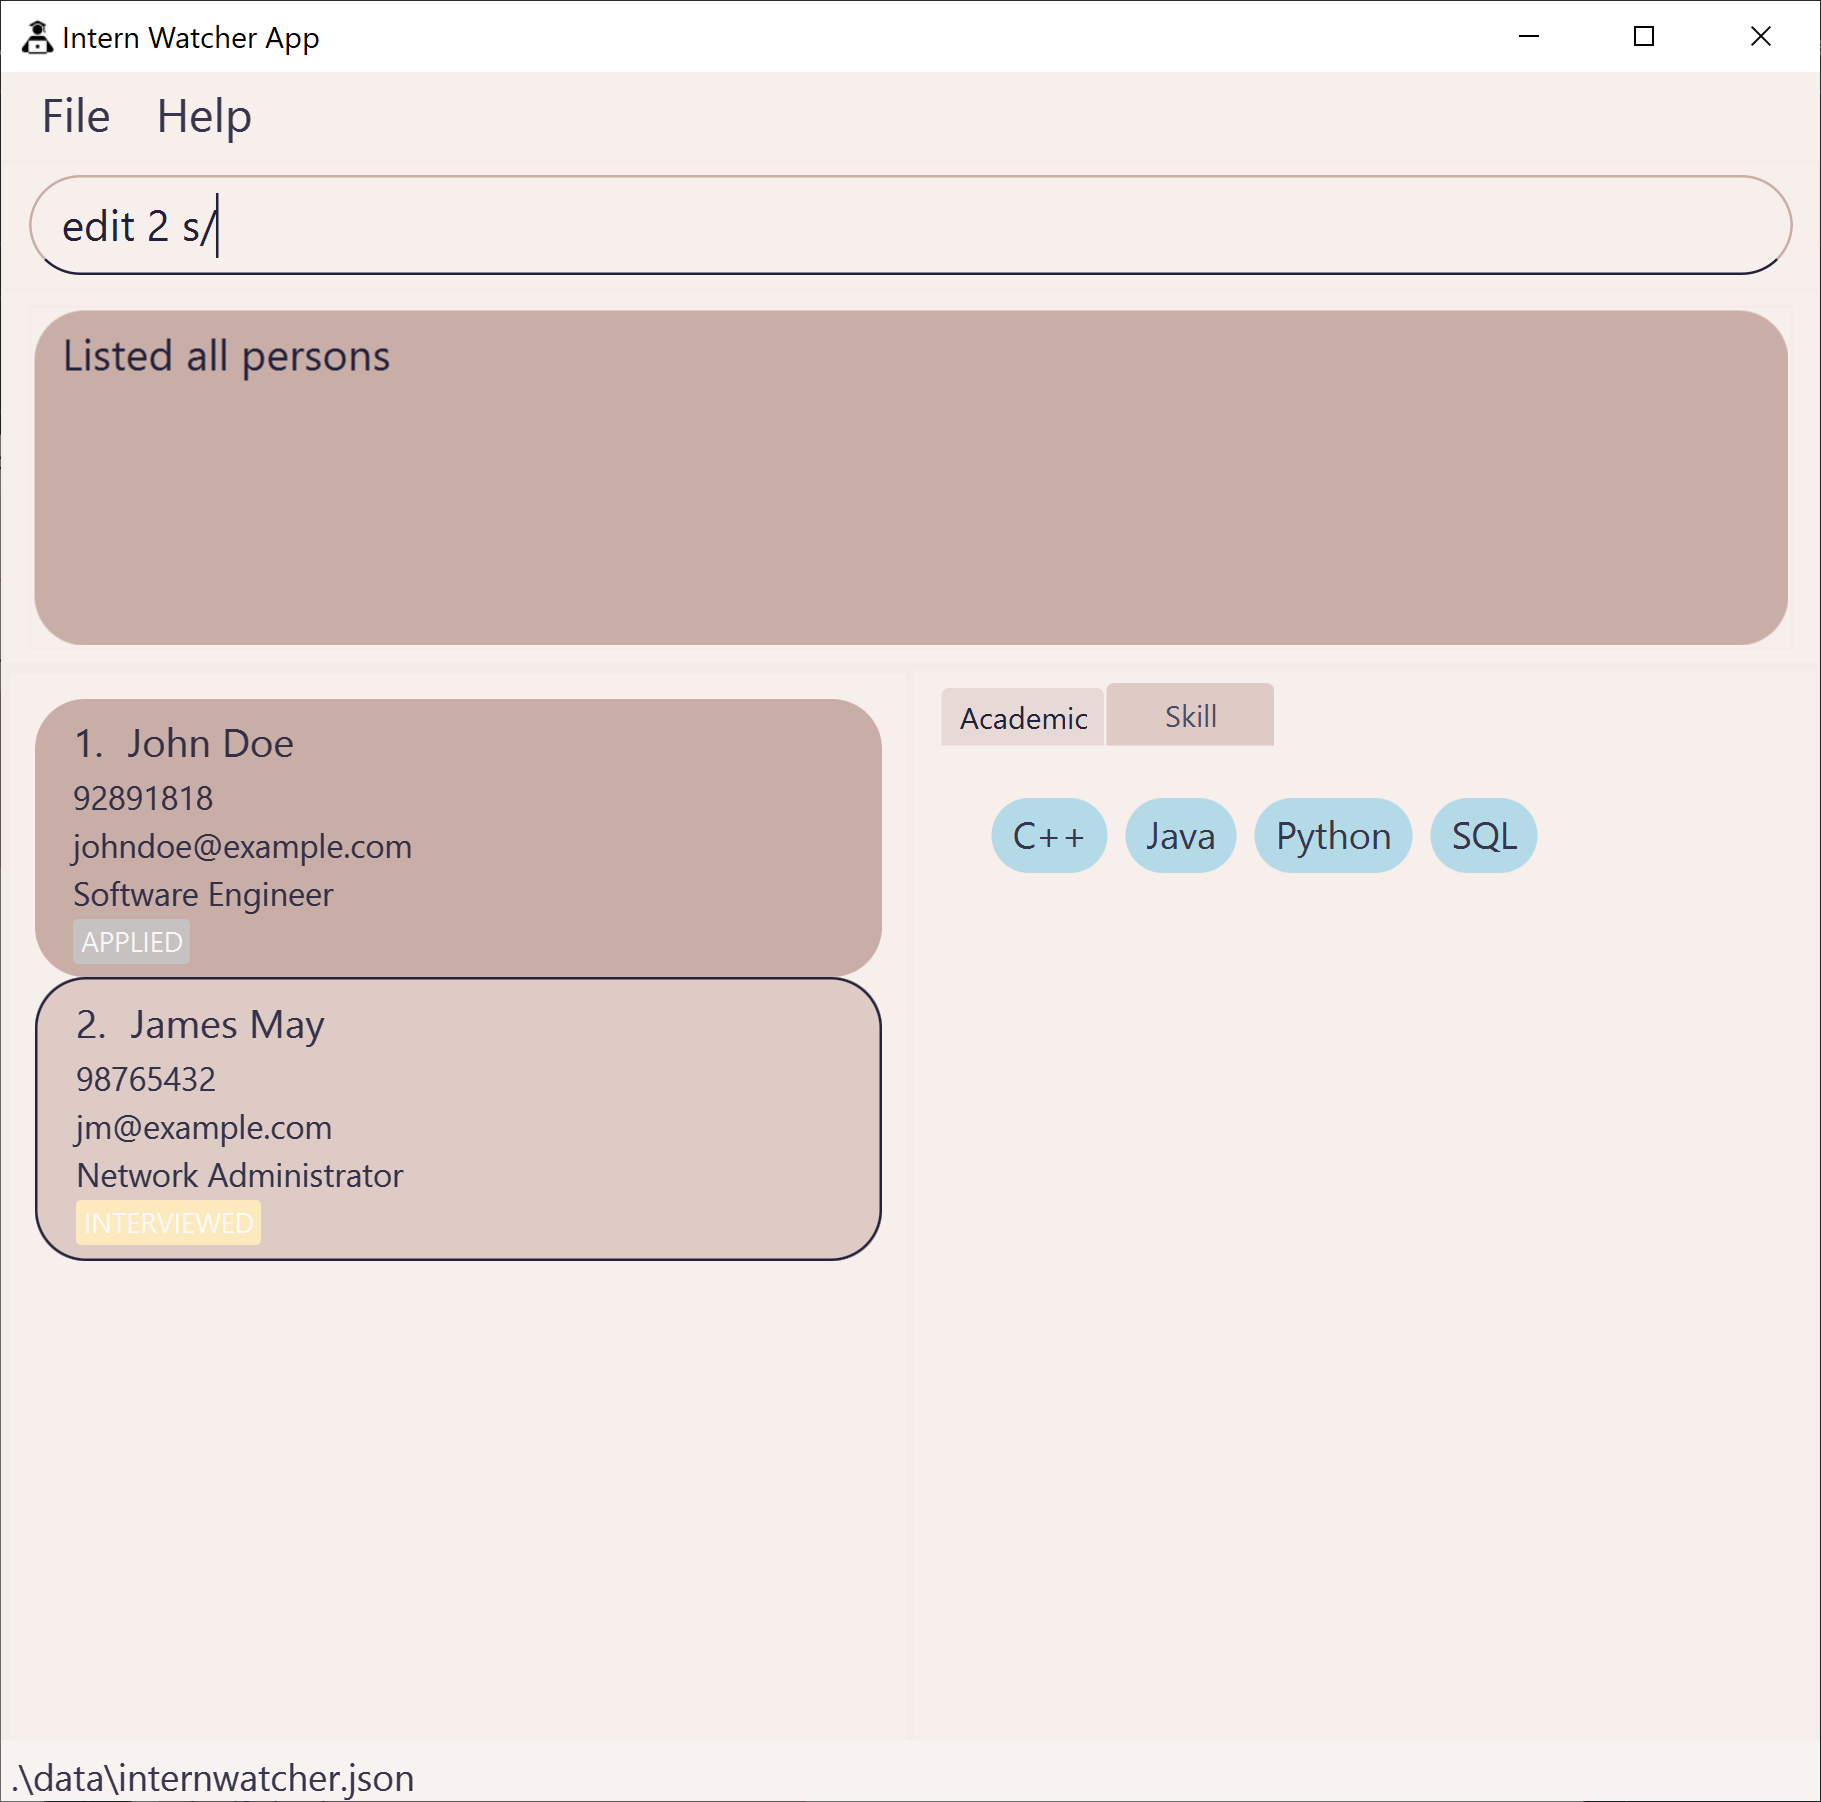 Intern Watcher App
File Help
edit 2 s/
Listed all persons
1. John Doe
92891818
johndoe@example.com
Software Engineer
APPLIED
2. James May
98765432
jm@example.com
Network Administrator
INTERVIEWED
Academic Skill
C++ Java Python SQL
.\data\internwatcher.json